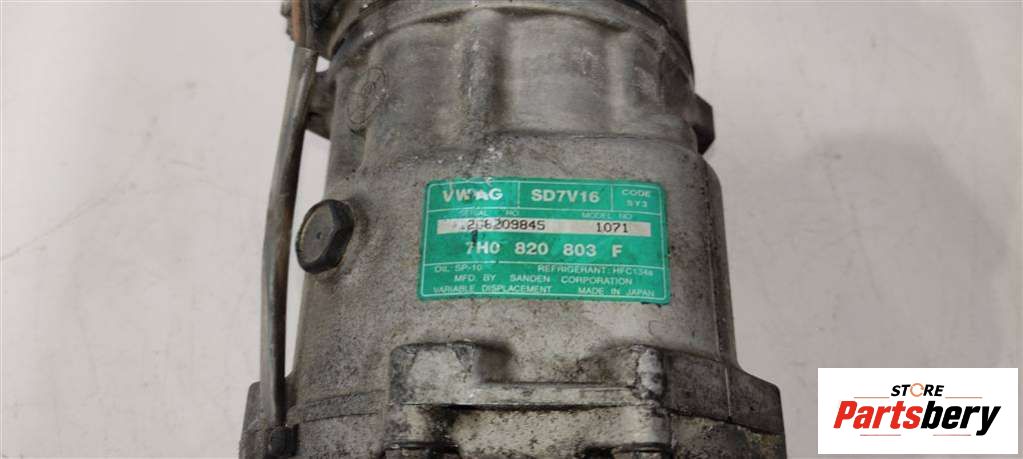 VW AG SD7V16 CODE SY3
SERIAL NO MODEL NO
1071
7H0 820 803 F
OIL SP-10 REFRIGERANT: HFC134a
MFD. BY SANDEN CORPORATION
VARIABLE DISPLACEMENT MADE IN JAPAN
STORE
Partsbery